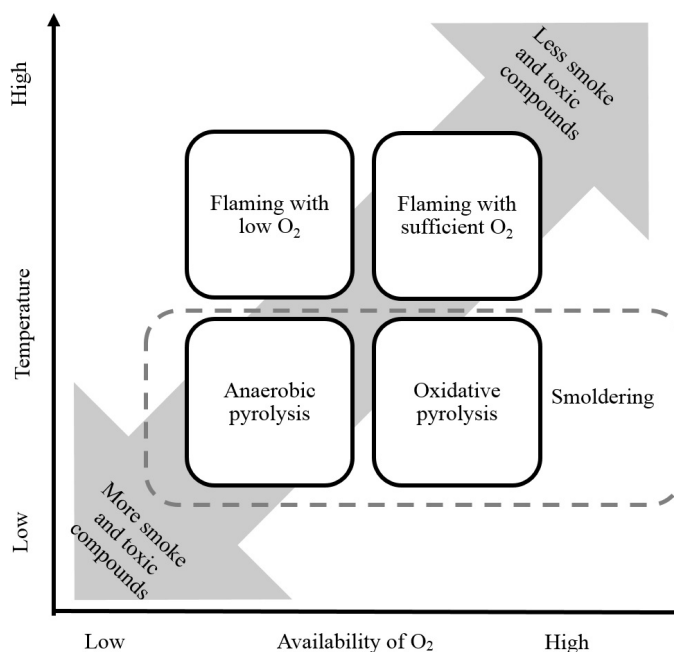 High
Temperature
Low
Less smoke
and toxic
compounds
Flaming with
low O₂
Flaming with
sufficient O₂
Anaerobic
pyrolysis
Oxidative
pyrolysis
Smoldering
More smoke
and toxic
compounds
Low
Availability of O₂
High